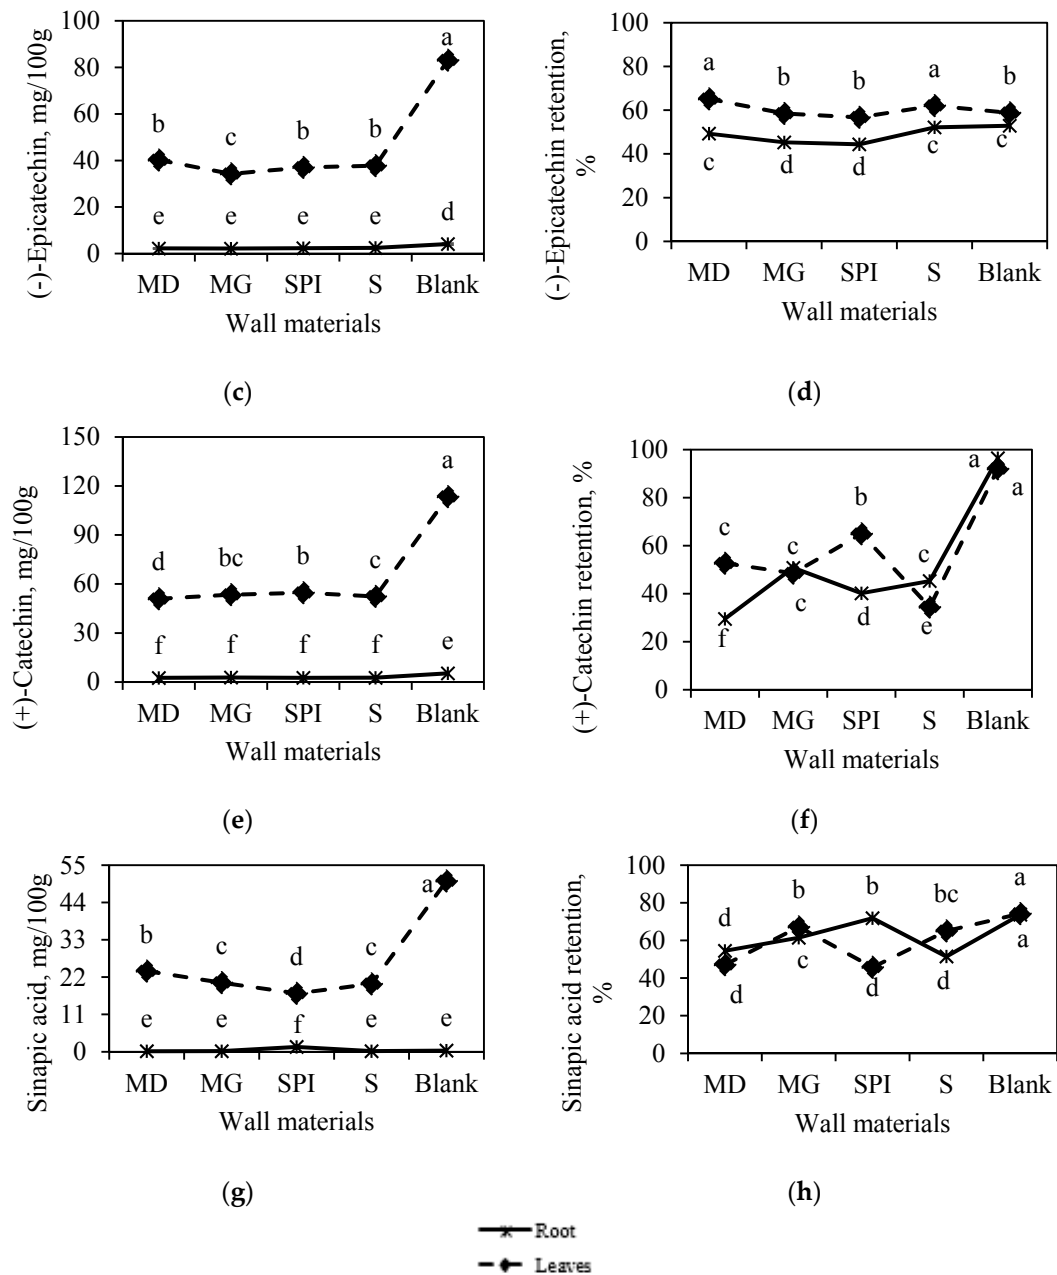 (-)-Epicatechin, mg/100g
100
80
60
40
20
0
a
b
c
b
b
e
e
e
e
d
MD
MG
SPI
S
Blank
Wall materials
(c)
(-)-Epicatechin retention,
%
100
80
60
40
20
0
a
b
b
a
b
c
d
d
c
c
MD
MG
SPI
S
Blank
Wall materials
(d)
(+)-Catechin, mg/100g
150
120
90
60
30
0
a
d
bc
b
c
f
f
f
f
e
MD
MG
SPI
S
Blank
Wall materials
(e)
(+)-Catechin retention, %
100
80
60
40
20
0
c
c
b
c
a
a
f
c
d
e
MD
MG
SPI
S
Blank
Wall materials
(f)
Sinapic acid, mg/100g
55
44
33
22
11
0
a
b
c
d
c
e
e
f
e
e
MD
MG
SPI
S
Blank
Wall materials
(g)
Sinapic acid retention,
%
100
80
60
40
20
0
d
b
b
bc
a
d
c
d
d
a
MD
MG
SPI
S
Blank
Wall materials
(h)
Root
Leaves